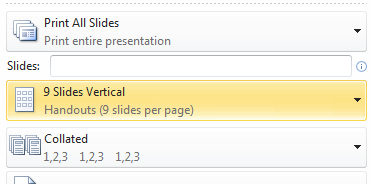 Print All Slides
Print entire presentation
Slides:
9 Slides Vertical
Handouts (9 slides per page)
Collated
1,2,3 1,2,3 1,2,3